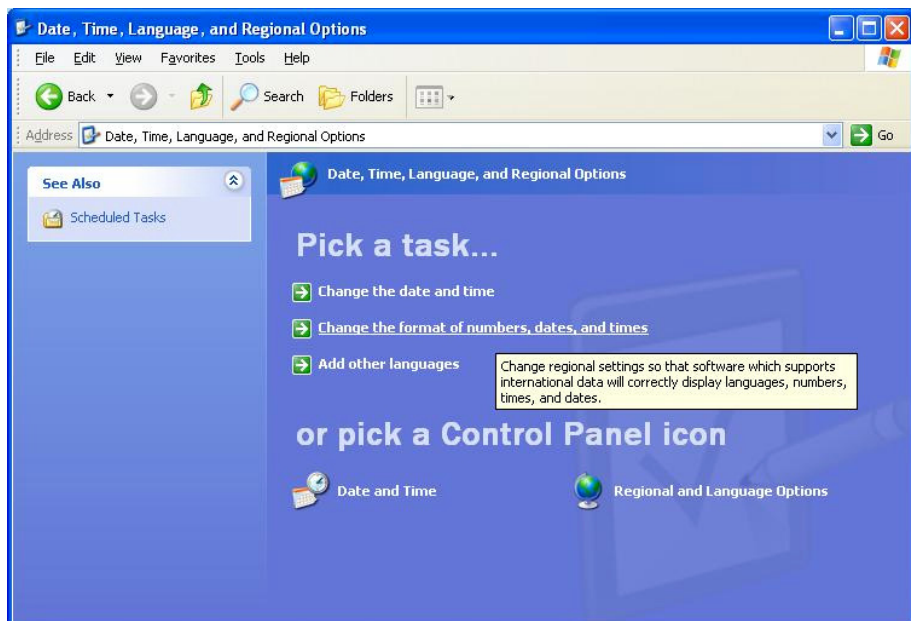 Date, Time, Language, and Regional Options
File Edit View Favorites Tools Help
Back Search Folders
Address Date, Time, Language, and Regional Options Go
See Also
Scheduled Tasks
Date, Time, Language, and Regional Options
Pick a task...
Change the date and time
Change the format of numbers, dates, and times
Add other languages
Change regional settings so that software which supports
international data will correctly display languages, numbers,
times, and dates.
or pick a Control Panel icon
Date and Time Regional and Language Options